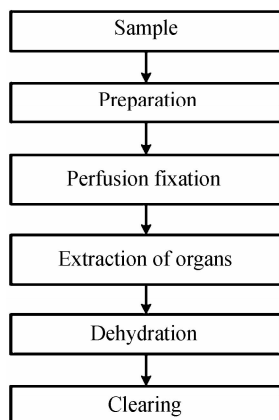 Sample
Preparation
Perfusion fixation
Extraction of organs
Dehydration
Clearing